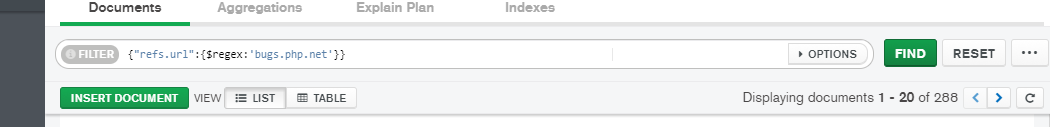 Documents Aggregations Explain Plan Indexes
FILTER {"refs.url":{$regex:'bugs.php.net'}} OPTIONS FIND RESET ...
INSERT DOCUMENT VIEW LIST TABLE Displaying documents 1 - 20 of 288 < >